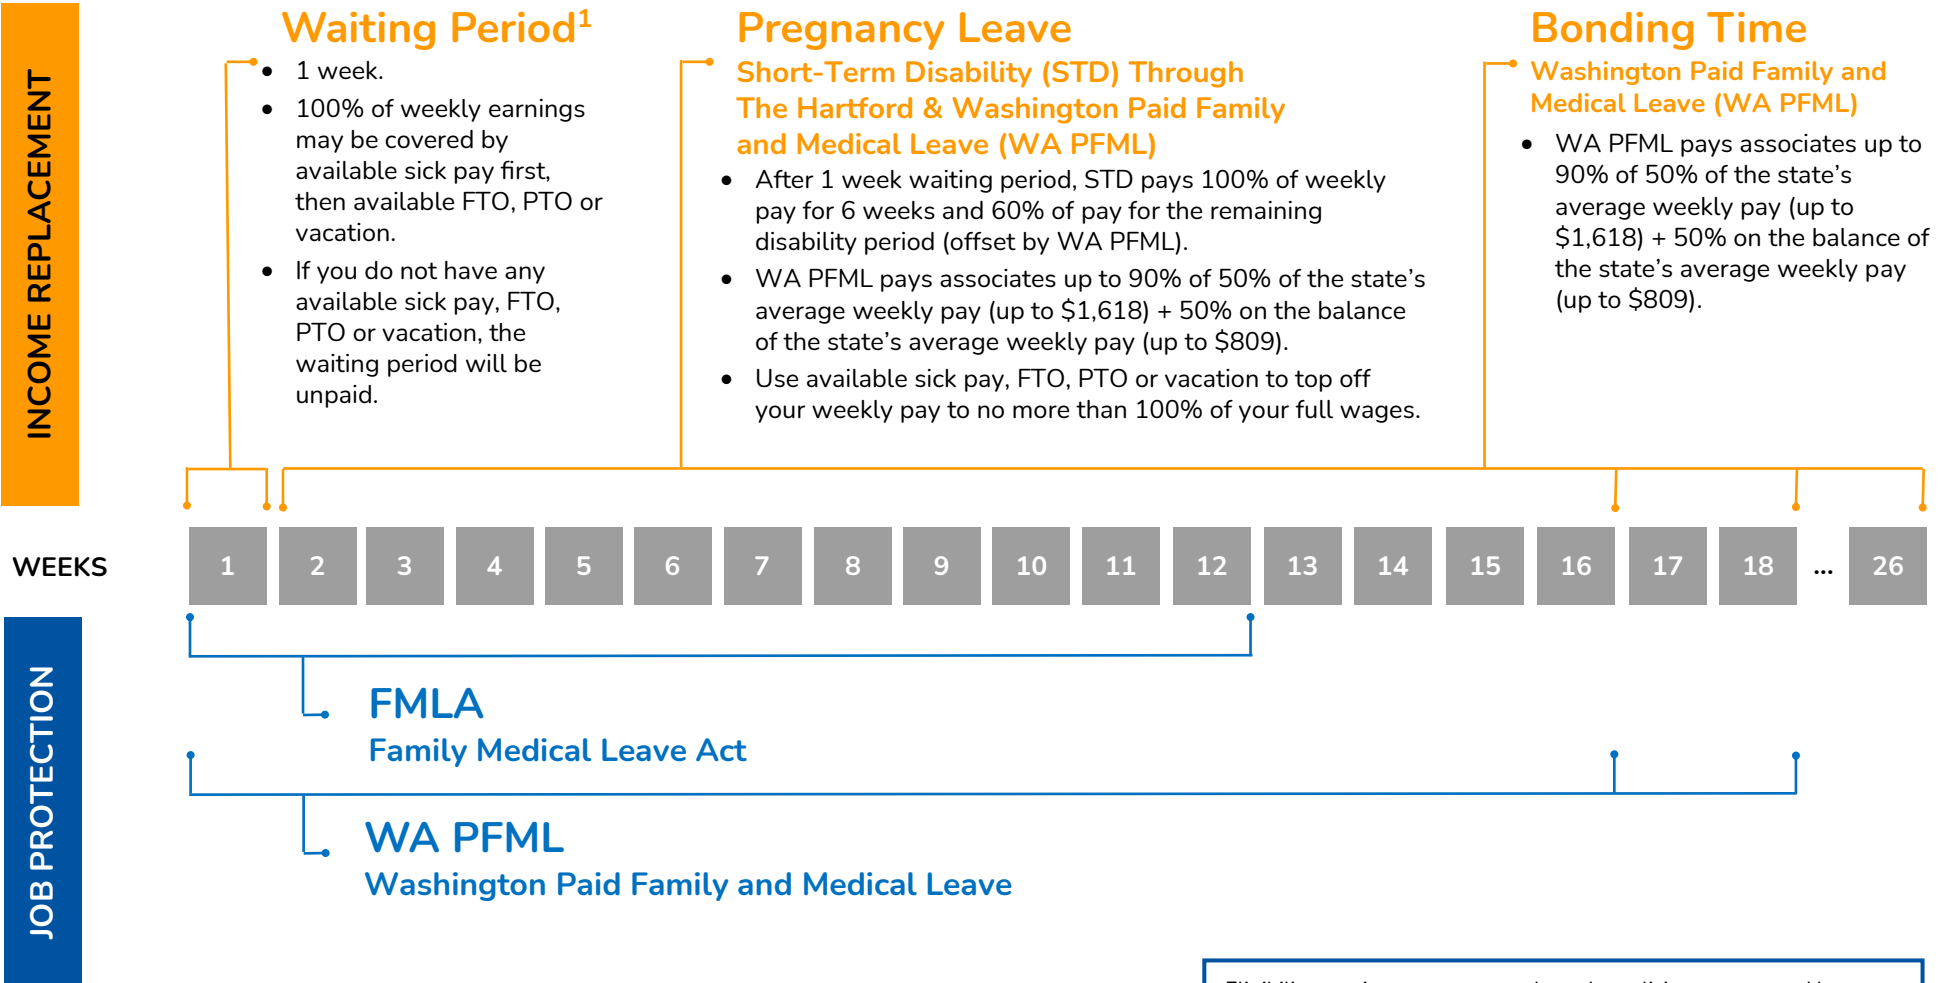 INCOME REPLACEMENT
Waiting Period¹
• 1 week.
• 100% of weekly earnings
may be covered by
available sick pay first,
then available FTO, PTO or
vacation.
• If you do not have any
available sick pay, FTO,
PTO or vacation, the
waiting period will be
unpaid.
Pregnancy Leave
Short-Term Disability (STD) Through
The Hartford & Washington Paid Family
and Medical Leave (WA PFML)
• After 1 week waiting period, STD pays 100% of weekly
pay for 6 weeks and 60% of pay for the remaining
disability period (offset by WA PFML).
• WA PFML pays associates up to 90% of 50% of the state’s
average weekly pay (up to $1,618) + 50% on the balance
of the state’s average weekly pay (up to $809).
• Use available sick pay, FTO, PTO or vacation to top off
your weekly pay to no more than 100% of your full wages.
Bonding Time
Washington Paid Family and
Medical Leave (WA PFML)
• WA PFML pays associates up to
90% of 50% of the state’s
average weekly pay (up to
$1,618) + 50% on the balance of
the state’s average weekly pay
(up to $809).
WEEKS 1 2 3 4 5 6 7 8 9 10 11 12 13 14 15 16 17 18 ... 26
JOB PROTECTION
FMLA
Family Medical Leave Act
WA PFML
Washington Paid Family and Medical Leave